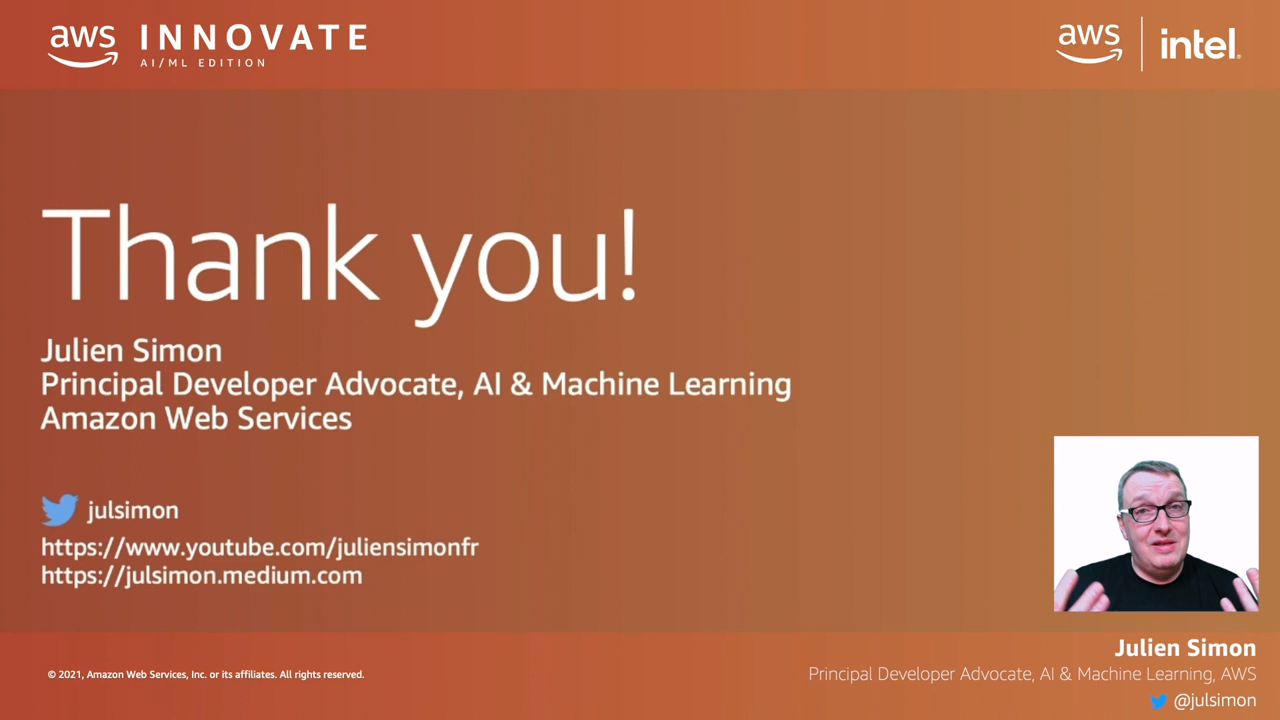 aws INNOVATE
AI/ML EDITION
aws intel.
Thank you!
Julien Simon
Principal Developer Advocate, AI & Machine Learning
Amazon Web Services
julsimon
https://www.youtube.com/juliensimonfr
https://julsimon.medium.com
© 2021, Amazon Web Services, Inc. or its affiliates. All rights reserved.
Julien Simon
Principal Developer Advocate, AI & Machine Learning, AWS
@julsimon